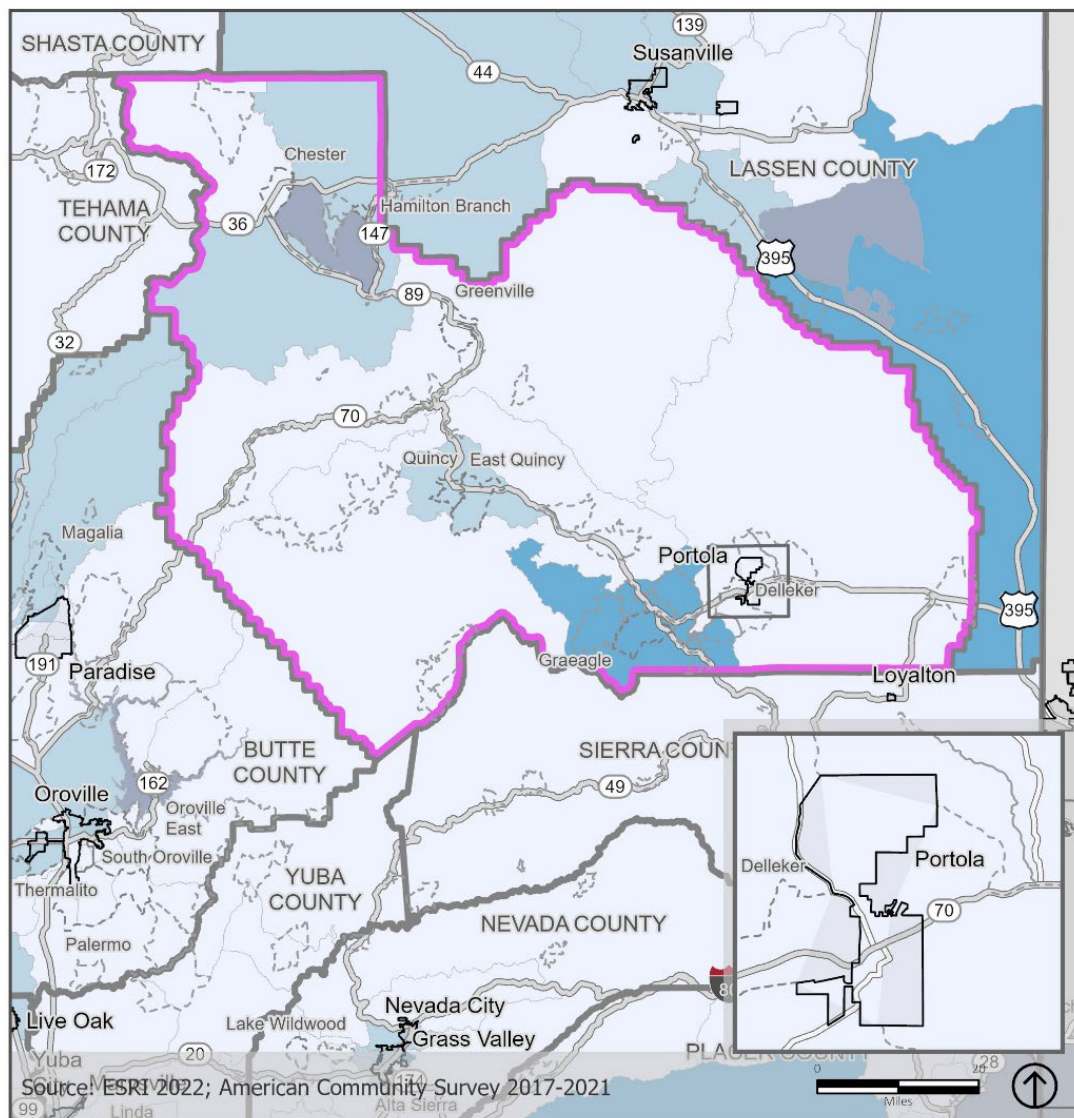 SHASTA COUNTY
139
Susanville
44
Chester
172
LASSEN COUNTY
TEHAMA
COUNTY
Hamilton Branch
36
147
395
89
Greenville
32
70
Quincy
East Quincy
Magalia
Portola
Delleker
395
191
Paradise
Graeagle
Loyalton
BUTTE
COUNTY
SIERRA COUNT
162
49
Oroville
Oroville
East
South Oroville
Delleker
Portola
Thermalito
YUBA
COUNTY
70
NEVADA COUNTY
Palermo
80
Nevada City
Live Oak
Lake Wildwood
Grass Valley
Yuba
20
PLACER COUNTY
Source: ESRI 2022; American Community Survey 2017-2021
0
20
28
Miles
99
Linda
Alta Sierra